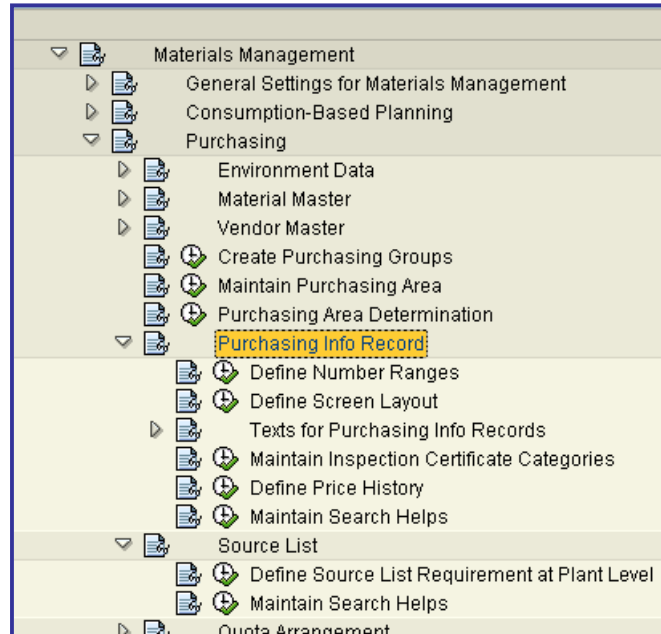 Materials Management
General Settings for Materials Management
Consumption-Based Planning
Purchasing
Environment Data
Material Master
Vendor Master
Create Purchasing Groups
Maintain Purchasing Area
Purchasing Area Determination
Purchasing Info Record
Define Number Ranges
Define Screen Layout
Texts for Purchasing Info Records
Maintain Inspection Certificate Categories
Define Price History
Maintain Search Helps
Source List
Define Source List Requirement at Plant Level
Maintain Search Helps
Quota Arrangement